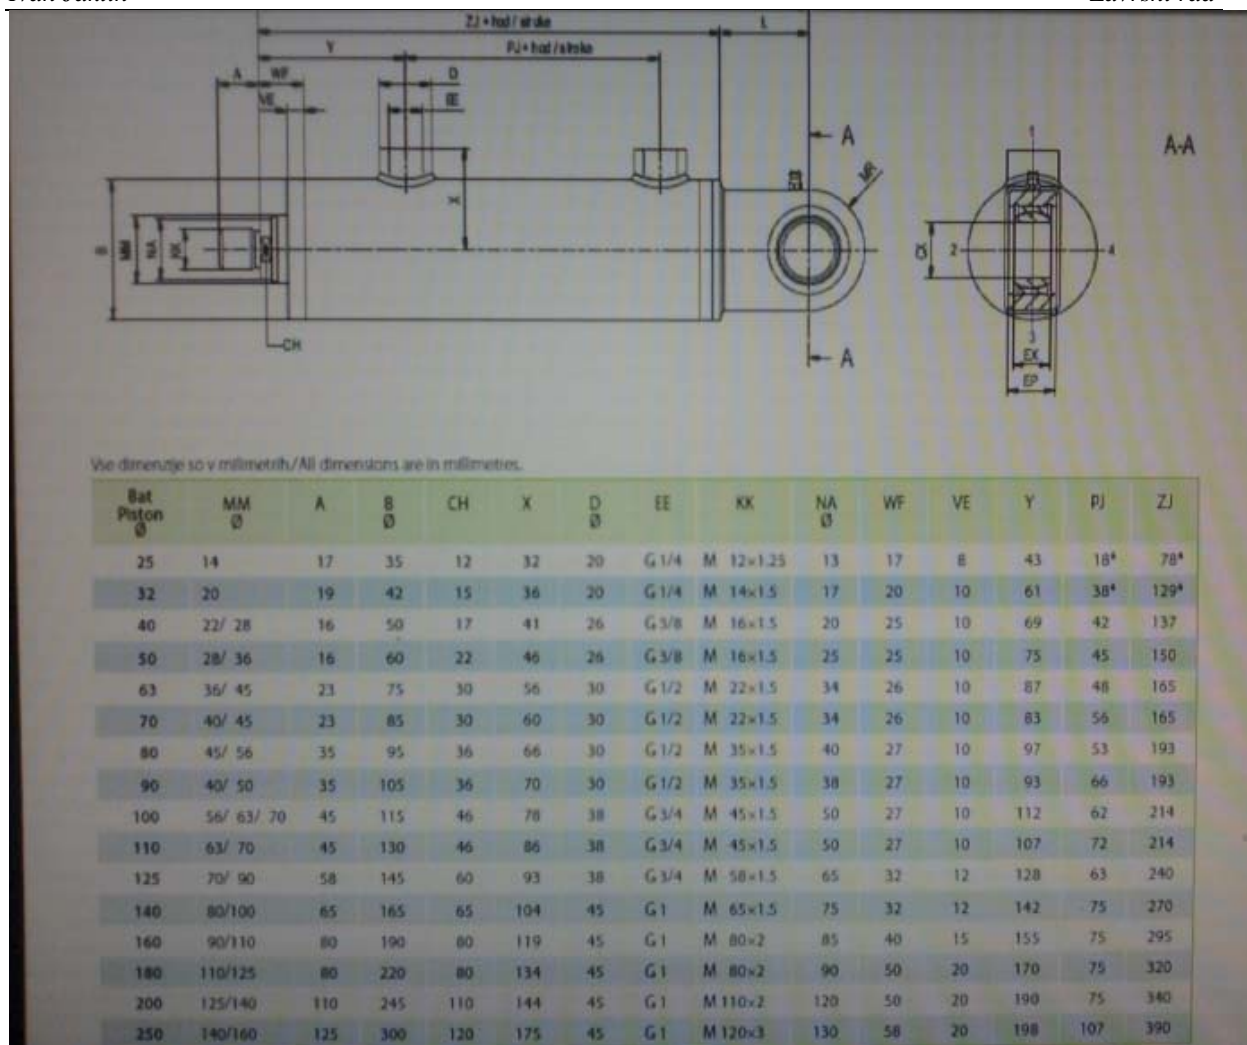 ZJ + hod / stroke
L
Y
PJ + hod / stroke
A
WF
D
VE
EE
A
A-A
1
MR
X
B
MM
NA
KK
CK
2
4
CH
A
3
EX
EP
Vse dimenzije so v milimetrih/All dimensions are in millimetres.
Bat Piston Ø MM Ø A B Ø CH X D Ø EE KK NA Ø WF VE Y PJ ZJ
25 14 17 35 12 32 20 G 1/4 M 12×1.25 13 17 8 43 18* 78*
32 20 19 42 15 36 20 G 1/4 M 14×1.5 17 20 10 61 38* 129*
40 22/ 28 16 50 17 41 26 G 3/8 M 16×1.5 20 25 10 69 42 137
50 28/ 36 16 60 22 46 26 G 3/8 M 16×1.5 25 25 10 75 45 150
63 36/ 45 23 75 30 56 30 G 1/2 M 22×1.5 34 26 10 87 48 165
70 40/ 45 23 85 30 60 30 G 1/2 M 22×1.5 34 26 10 83 56 165
80 45/ 56 35 95 36 66 30 G 1/2 M 35×1.5 40 27 10 97 53 193
90 40/ 50 35 105 36 70 30 G 1/2 M 35×1.5 38 27 10 93 66 193
100 56/ 63/ 70 45 115 46 78 38 G 3/4 M 45×1.5 50 27 10 112 62 214
110 63/ 70 45 130 46 86 38 G 3/4 M 45×1.5 50 27 10 107 72 214
125 70/ 90 58 145 60 93 38 G 3/4 M 58×1.5 65 32 12 128 63 240
140 80/100 65 165 65 104 45 G 1 M 65×1.5 75 32 12 142 75 270
160 90/110 80 190 80 119 45 G 1 M 80×2 85 40 15 155 75 295
180 110/125 80 220 80 134 45 G 1 M 80×2 90 50 20 170 75 320
200 125/140 110 245 110 144 45 G 1 M 110×2 120 50 20 190 75 340
250 140/160 125 300 120 175 45 G 1 M 120×3 130 58 20 198 107 390